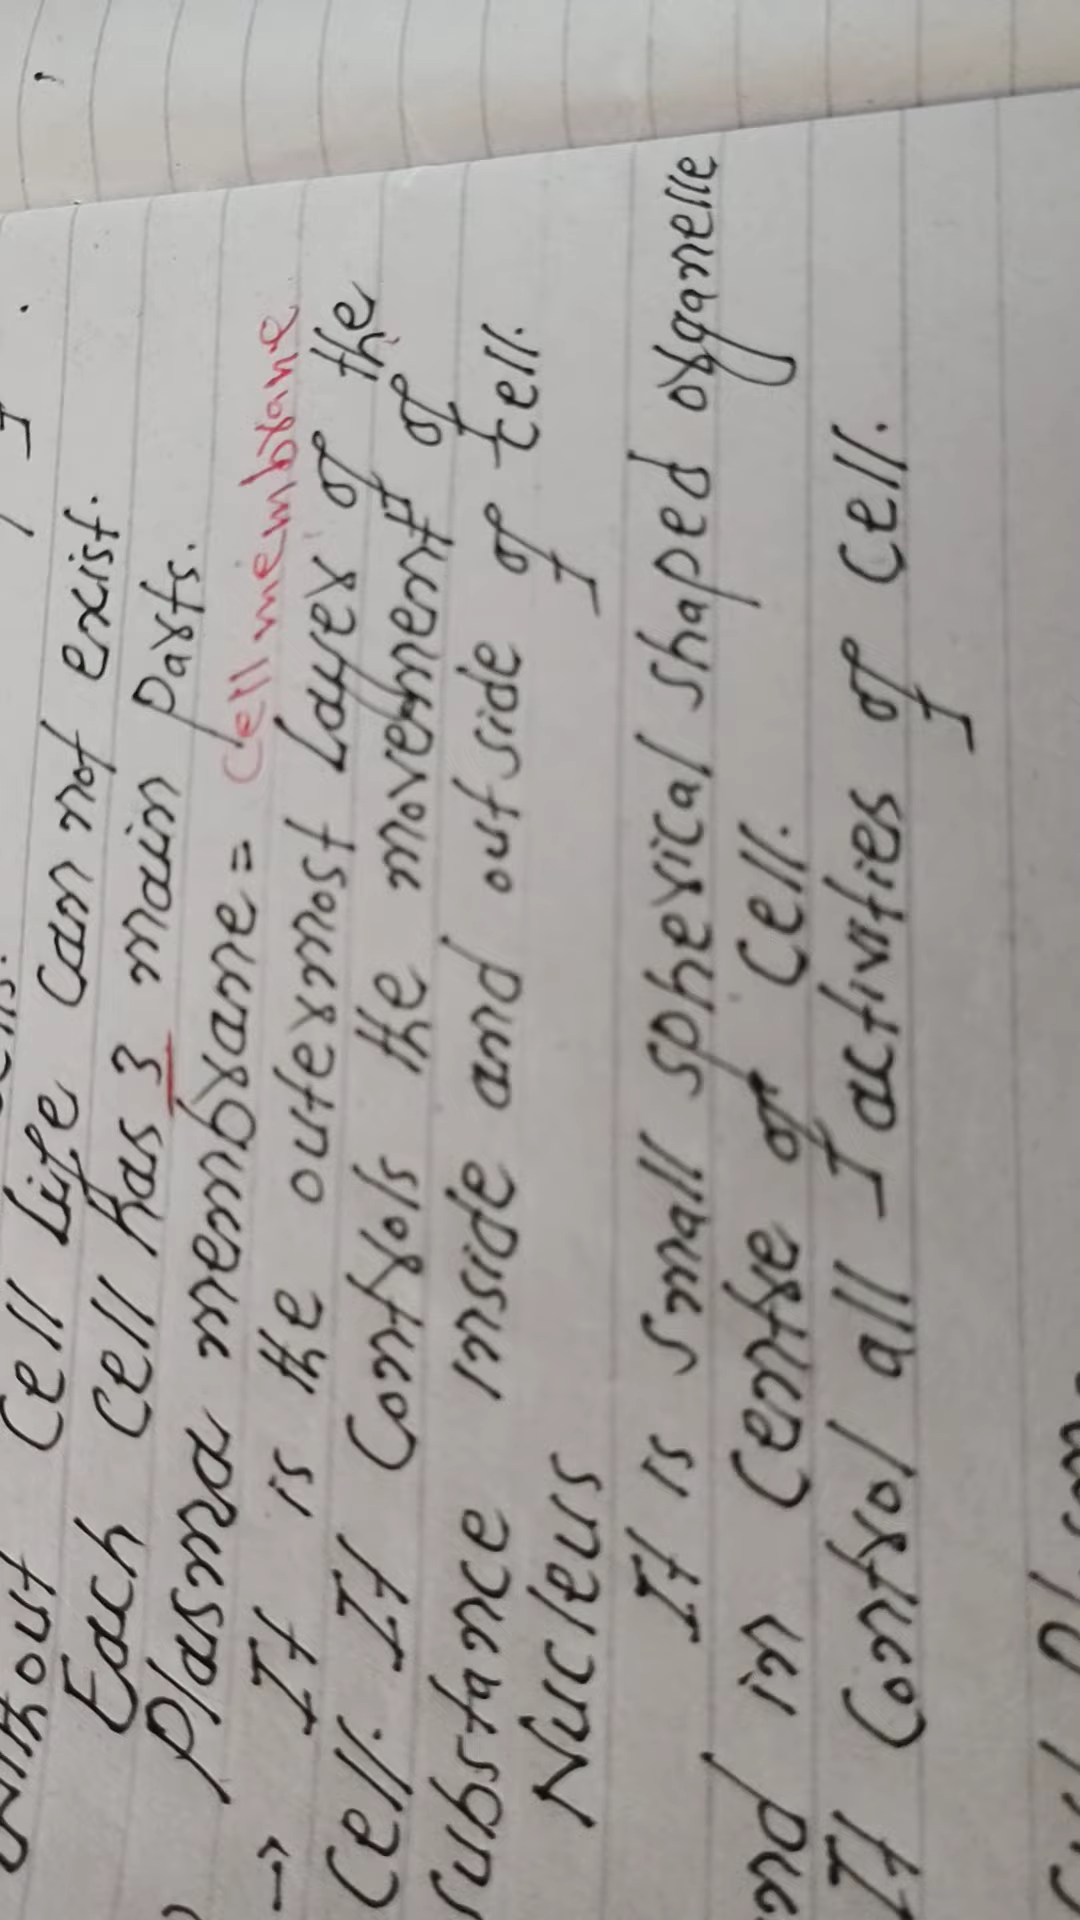 Cell Life can not exist.
Each Cell has 3 main parts.
Plasma membrane = Cell membrane
→ It is the outermost Layer of the
Cell. It Controls the movement of the
substance inside and outside of cell.
Nucleus
It is small spherical shaped organelle
in Centre of Cell.
It Control all activities of Cell.